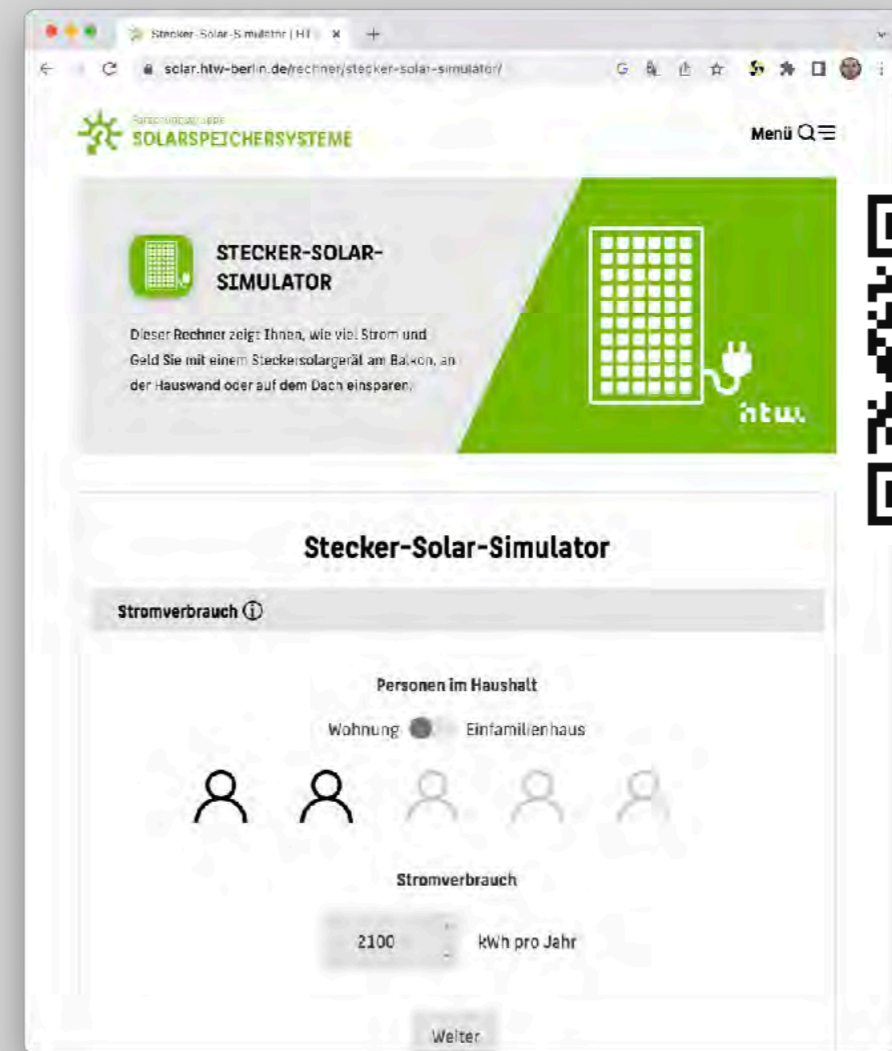 Stecker-Solar-Simulator | HT
solar.htw-berlin.de/rechner/stecker-solar-simulator/
Forschungsgruppe
SOLARSPEICHERSYSTEME
Menü
STECKER-SOLAR-
SIMULATOR
Dieser Rechner zeigt Ihnen, wie viel Strom und
Geld Sie mit einem Steckersolargerät am Balkon, an
der Hauswand oder auf dem Dach einsparen.
htw.
Stecker-Solar-Simulator
Stromverbrauch
Personen im Haushalt
Wohnung Einfamilienhaus
Stromverbrauch
2100 kWh pro Jahr
Weiter